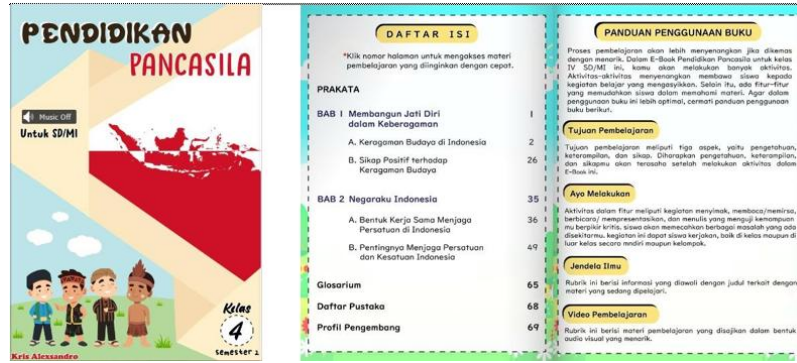 PENDIDIKAN
PANCASILA
Music Off
Untuk SD/MI
Kelas
4
semester 2
Kris Alexsandro
DAFTAR ISI
*Klik nomor halaman untuk mengakses materi
pembelajaran yang diinginkan dengan cepat.
PRAKATA
BAB 1 Membangun Jati Diri 1
dalam Keberagaman
A. Keragaman Budaya di Indonesia 2
B. Sikap Positif terhadap 26
Keragaman Budaya
BAB 2 Negaraku Indonesia 35
A. Bentuk Kerja Sama Menjaga 36
Persatuan di Indonesia
B. Pentingnya Menjaga Persatuan 49
dan Kesatuan Indonesia
Glosarium 65
Daftar Pustaka 68
Profil Pengembang 69
PANDUAN PENGGUNAAN BUKU
Proses pembelajaran akan lebih menyenangkan jika dikemas
dengan menarik. Dalam E-Book Pendidikan Pancasila untuk kelas
IV SD/MI ini, kamu akan melakukan banyak aktivitas.
Aktivitas-aktivitas menyenangkan membawa siswa kepada
kegiatan belajar yang mengasyikkan. Selain itu, ada fitur-fitur
yang memudahkan siswa dalam memahami materi. Agar dalam
penggunaan buku ini lebih optimal, cermati panduan penggunaan
buku berikut.
Tujuan Pembelajaran
Tujuan pembelajaran meliputi tiga aspek, yaitu pengetahuan,
keterampilan, dan sikap. Diharapkan pengetahuan, keterampilan,
dan sikapmu akan terasaha setelah melakukan aktivitas dalam
E-Book ini.
Ayo Melakukan
Aktivitas dalam fitur meliputi kegiatan menyimak, membaca/memirsa,
berbicara/ mempresentasikan, dan menulis yang menguji kemampuan
mu berpikir kritis. siswa akan memecahkan berbagai masalah yang ada
disekitarmu. kegiatan ini dapat siswa kerjakan, baik di kelas maupun di
luar kelas secara mndiri maupun kelompok.
Jendela Ilmu
Rubrik ini berisi informasi yang diawali dengan judul terkait dengan
materi yang sedang dipelajari.
Video Pembelajaran
Rubrik ini berisi materi pembelajaran yang disajikan dalam bentuk
audio visual yang menarik.